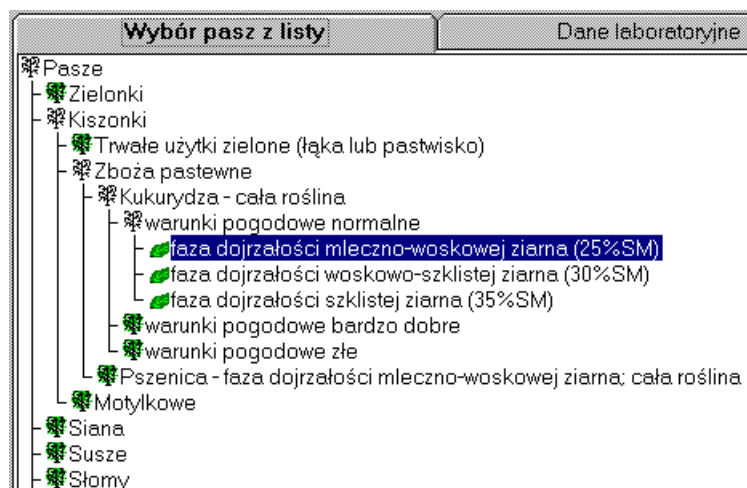 Wybór pasz z listy
Dane laboratoryjne
Pasze
Zielonki
Kiszonki
Trwałe użytki zielone (łąka lub pastwisko)
Zboża pastewne
Kukurydza - cała roślina
warunki pogodowe normalne
faza dojrzałości mleczno-woskowej ziarna (25%SM)
faza dojrzałości woskowo-szklistej ziarna (30%SM)
faza dojrzałości szklistej ziarna (35%SM)
warunki pogodowe bardzo dobre
warunki pogodowe złe
Pszenica - faza dojrzałości mleczno-woskowej ziarna; cała roślina
Motylkowe
Siana
Susze
Słomy